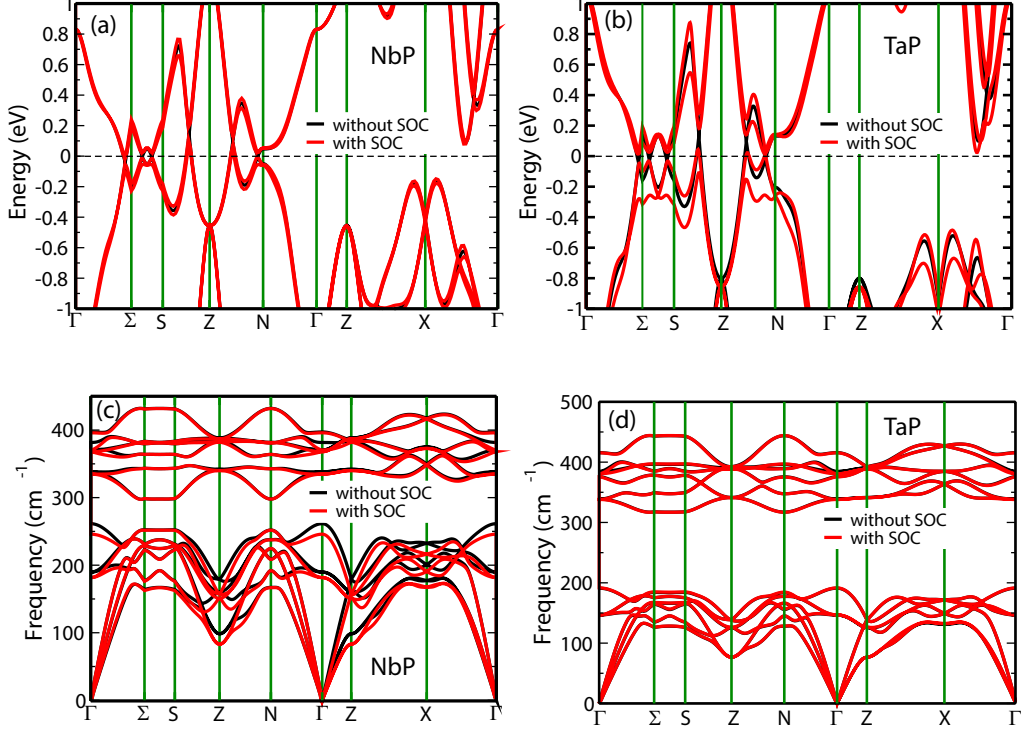 (a)
NbP
1
0.8
0.6
0.4
0.2
0
-0.2
-0.4
-0.6
-0.8
-1
Energy (eV)
without SOC
with SOC
Γ Σ S Z N Γ Z X Γ
(b)
TaP
1
0.8
0.6
0.4
0.2
0
-0.2
-0.4
-0.6
-0.8
-1
Energy (eV)
without SOC
with SOC
Γ Σ S Z N Γ Z X Γ
(c)
400
300
200
100
0
Frequency (cm⁻¹)
without SOC
with SOC
NbP
Γ Σ S Z N Γ Z X Γ
(d)
TaP
500
400
300
200
100
0
Frequency (cm⁻¹)
without SOC
with SOC
Γ Σ S Z N Γ Z X Γ